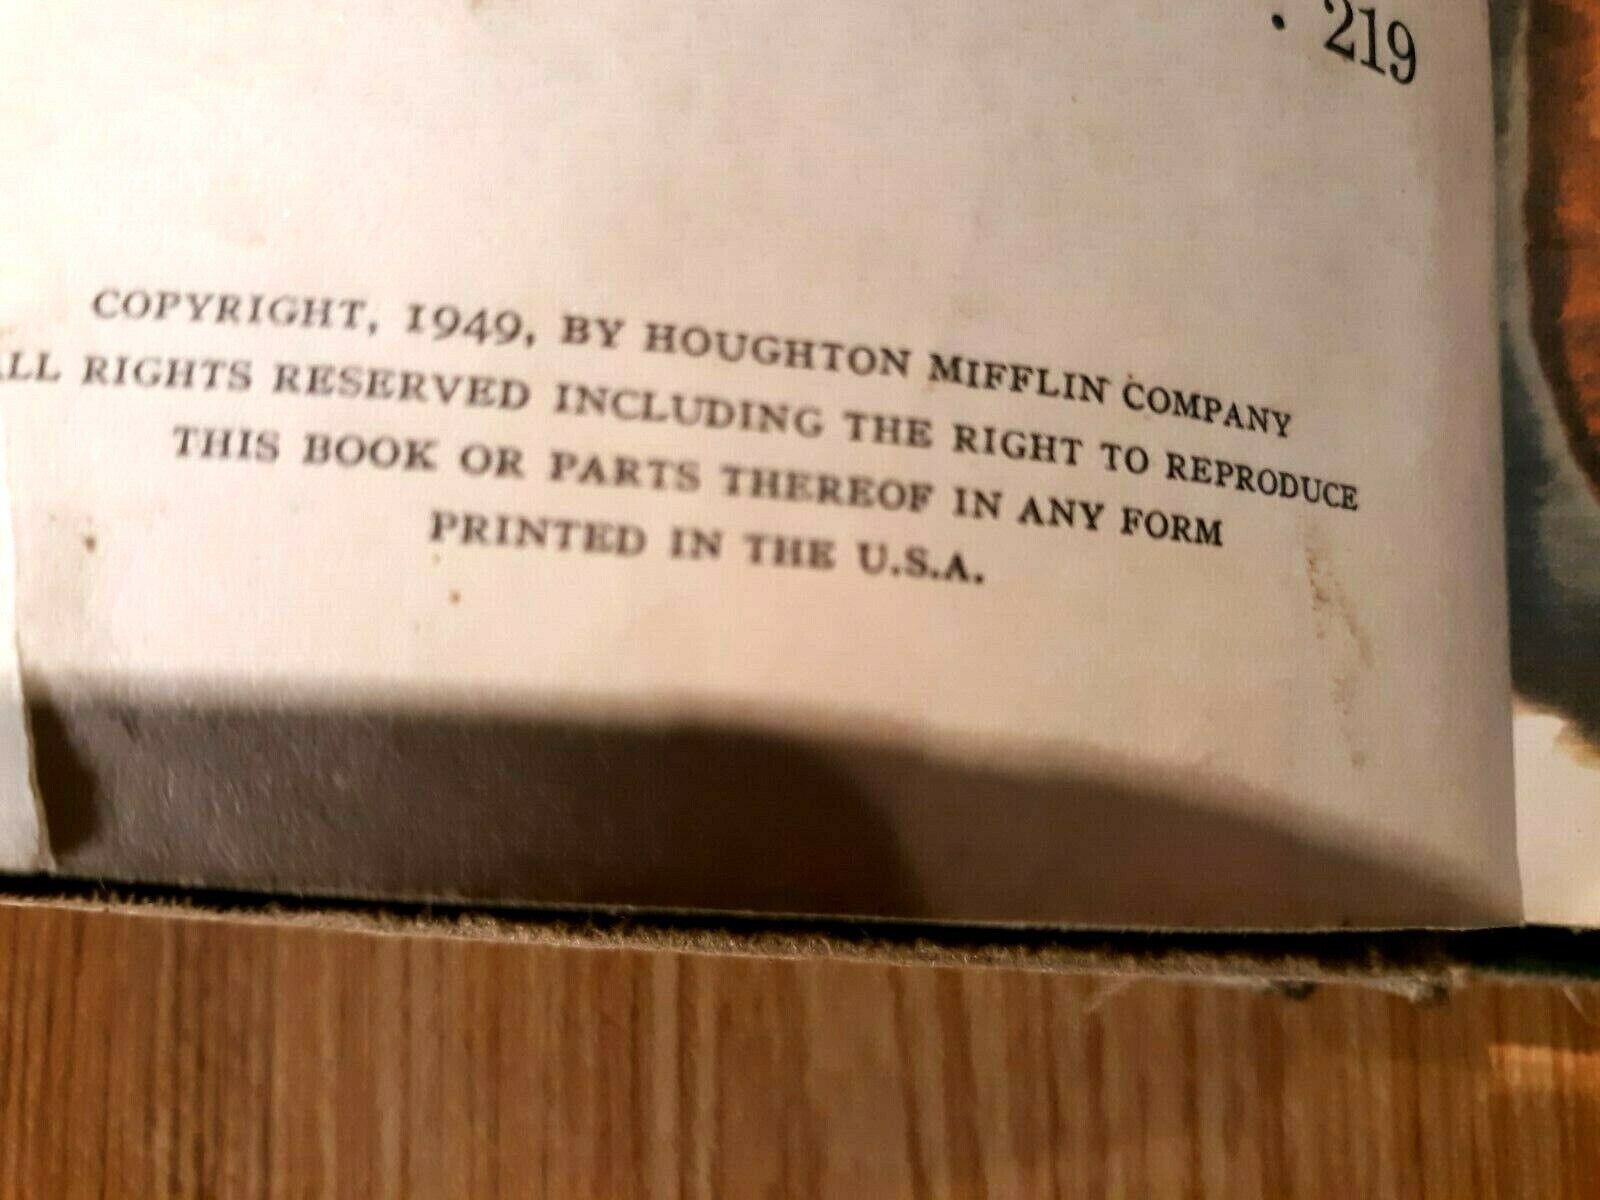 . 219
COPYRIGHT, 1949, BY HOUGHTON MIFFLIN COMPANY
ALL RIGHTS RESERVED INCLUDING THE RIGHT TO REPRODUCE
THIS BOOK OR PARTS THEREOF IN ANY FORM
PRINTED IN THE U.S.A.